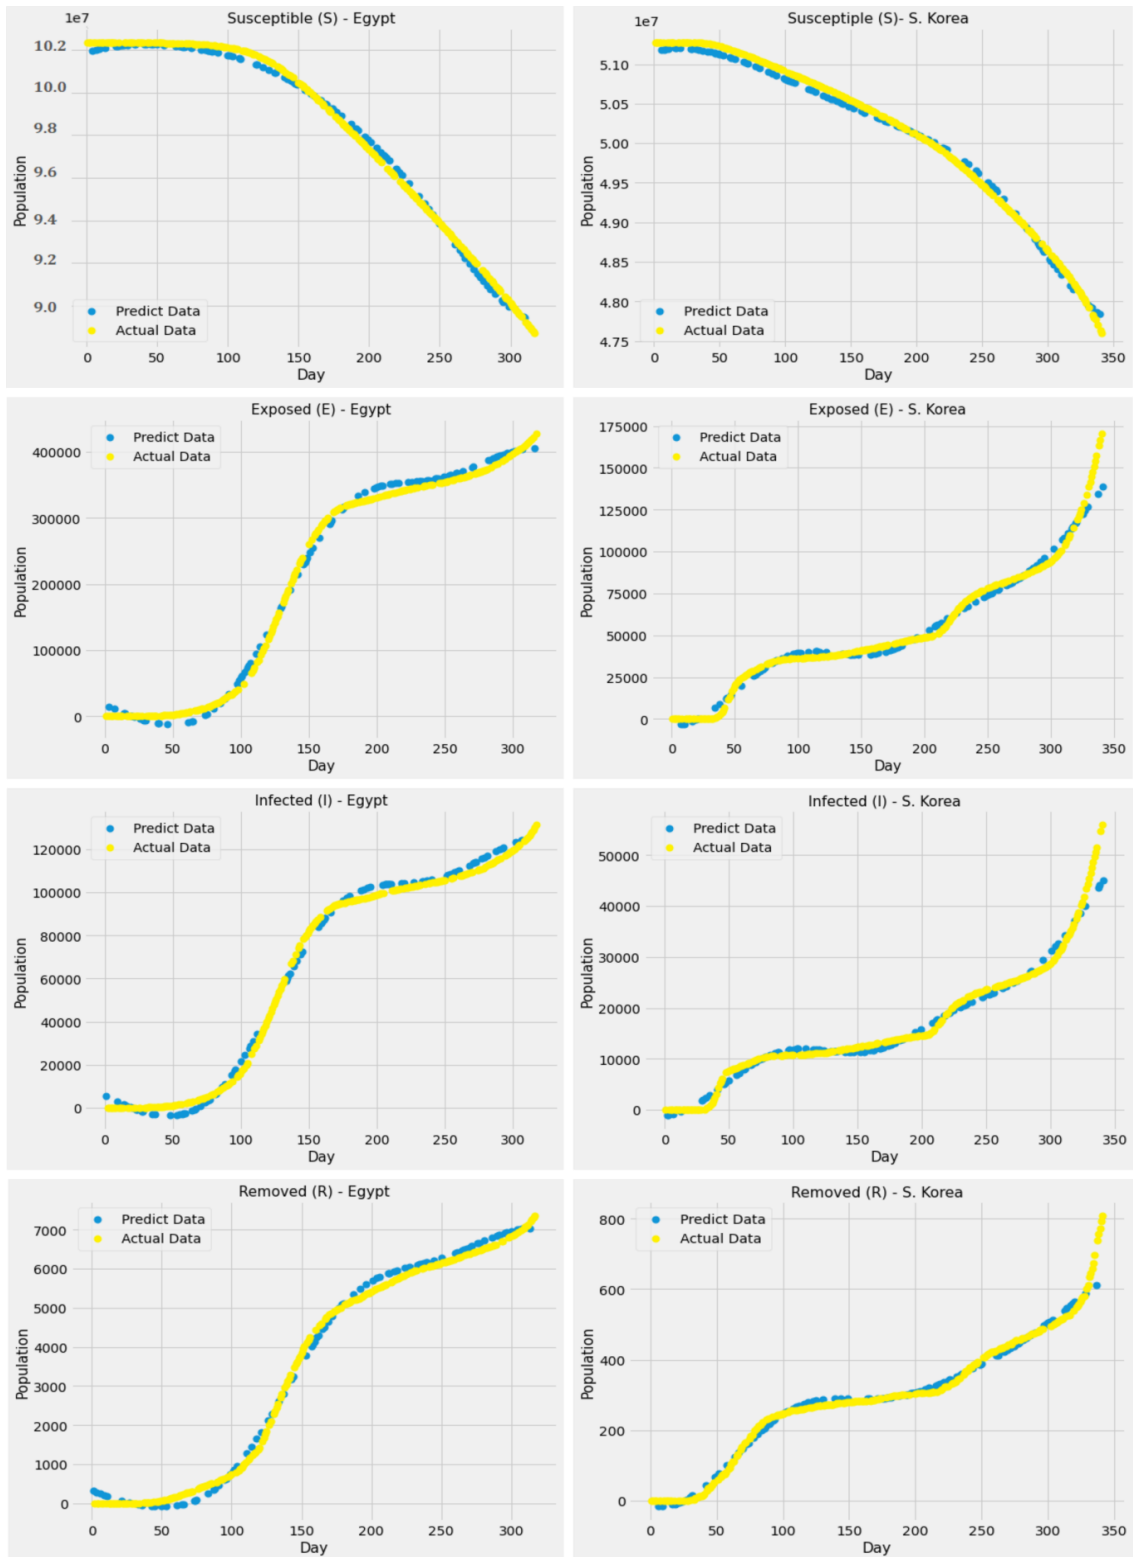 Susceptible (S) - Egypt
1e7
10.2
10.0
9.8
9.6
9.4
9.2
9.0
Population
Predict Data
Actual Data
0 50 100 150 200 250 300
Day
Susceptiple (S)- S. Korea
1e7
5.10
5.05
5.00
4.95
4.90
4.85
4.80
4.75
Population
Predict Data
Actual Data
0 50 100 150 200 250 300 350
Day
Exposed (E) - Egypt
Predict Data
Actual Data
400000
300000
200000
100000
0
Population
0 50 100 150 200 250 300
Day
Exposed (E) - S. Korea
Predict Data
Actual Data
175000
150000
125000
100000
75000
50000
25000
0
Population
0 50 100 150 200 250 300 350
Day
Infected (I) - Egypt
Predict Data
Actual Data
120000
100000
80000
60000
40000
20000
0
Population
0 50 100 150 200 250 300
Day
Infected (I) - S. Korea
Predict Data
Actual Data
50000
40000
30000
20000
10000
0
Population
0 50 100 150 200 250 300 350
Day
Removed (R) - Egypt
Predict Data
Actual Data
7000
6000
5000
4000
3000
2000
1000
0
Population
0 50 100 150 200 250 300
Day
Removed (R) - S. Korea
Predict Data
Actual Data
800
600
400
200
0
Population
0 50 100 150 200 250 300 350
Day